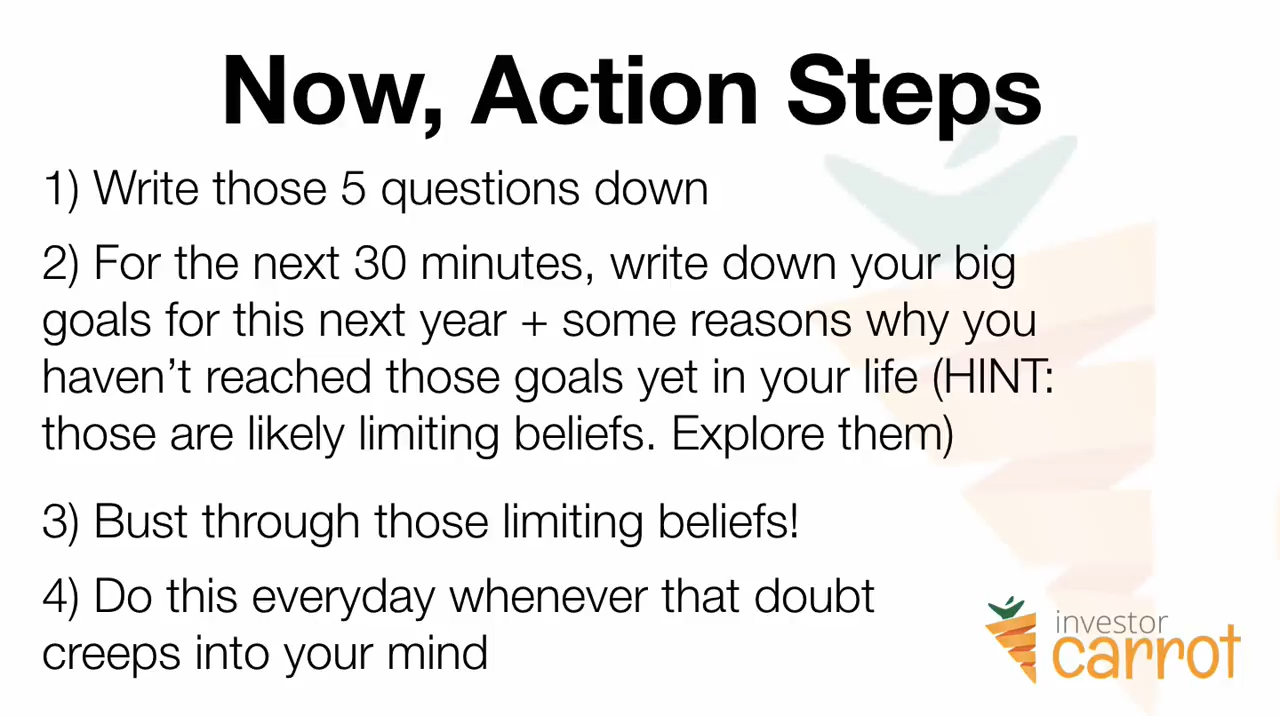 Now, Action Steps
1) Write those 5 questions down
2) For the next 30 minutes, write down your big
goals for this next year + some reasons why you
haven’t reached those goals yet in your life (HINT:
those are likely limiting beliefs. Explore them)
3) Bust through those limiting beliefs!
4) Do this everyday whenever that doubt
creeps into your mind
investor
carrot